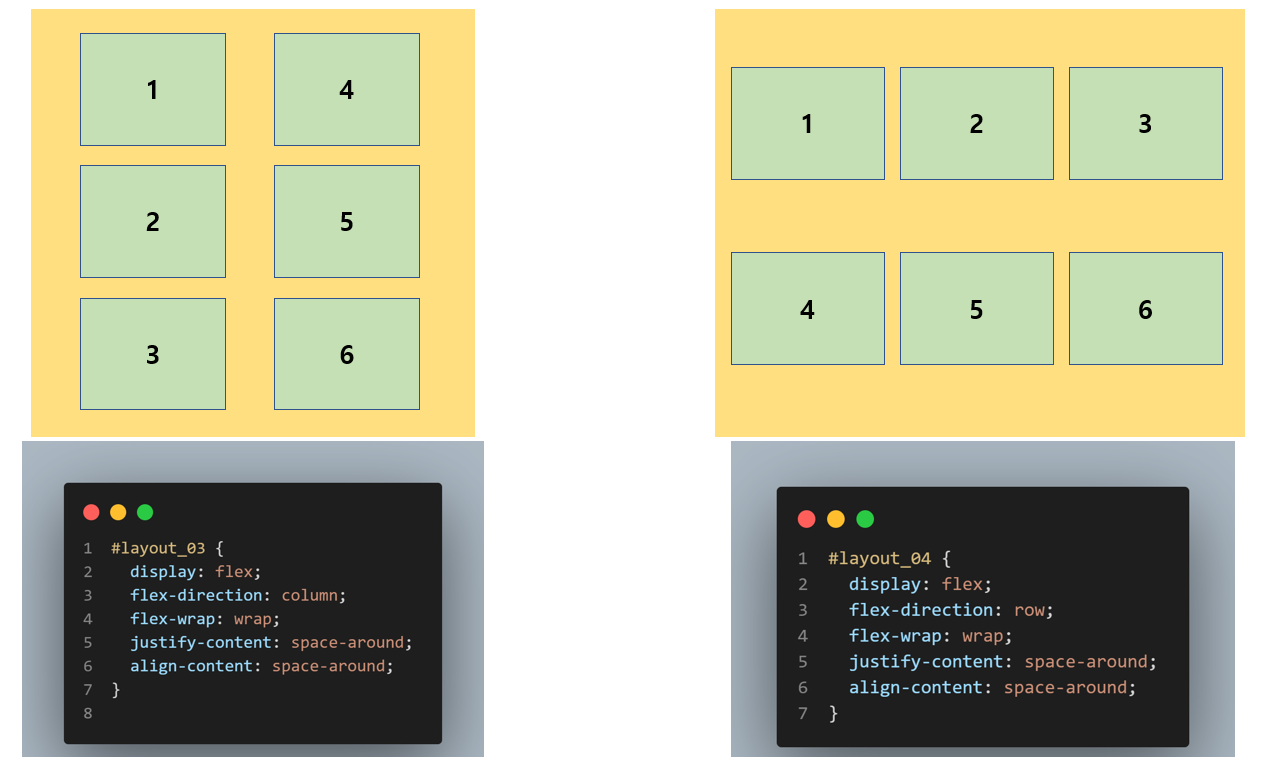 1 4
2 5
3 6
1 2 3
4 5 6
1 #layout_03 {
2   display: flex;
3   flex-direction: column;
4   flex-wrap: wrap;
5   justify-content: space-around;
6   align-content: space-around;
7 }
8
1 #layout_04 {
2   display: flex;
3   flex-direction: row;
4   flex-wrap: wrap;
5   justify-content: space-around;
6   align-content: space-around;
7 }